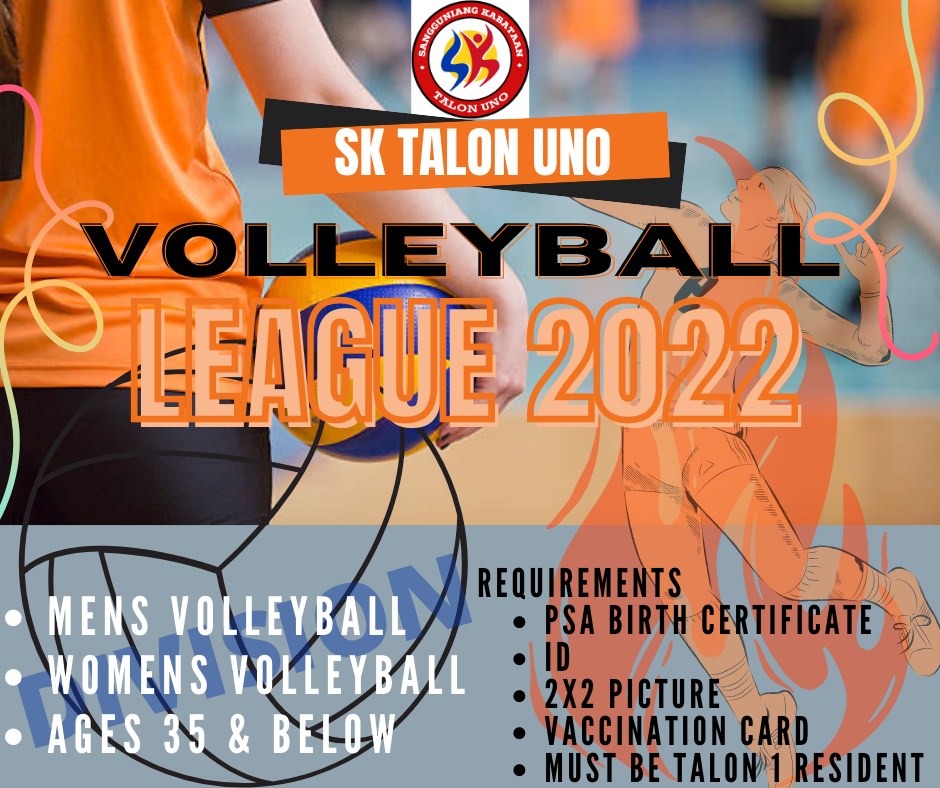 • SANGGUNIANG KABATAAN •
SK
TALON UNO
SK TALON UNO
VOLLEYBALL
LEAGUE 2022
DIVISION
• MENS VOLLEYBALL
• WOMENS VOLLEYBALL
• AGES 35 & BELOW
REQUIREMENTS
• PSA BIRTH CERTIFICATE
• ID
• 2X2 PICTURE
• VACCINATION CARD
• MUST BE TALON 1 RESIDENT